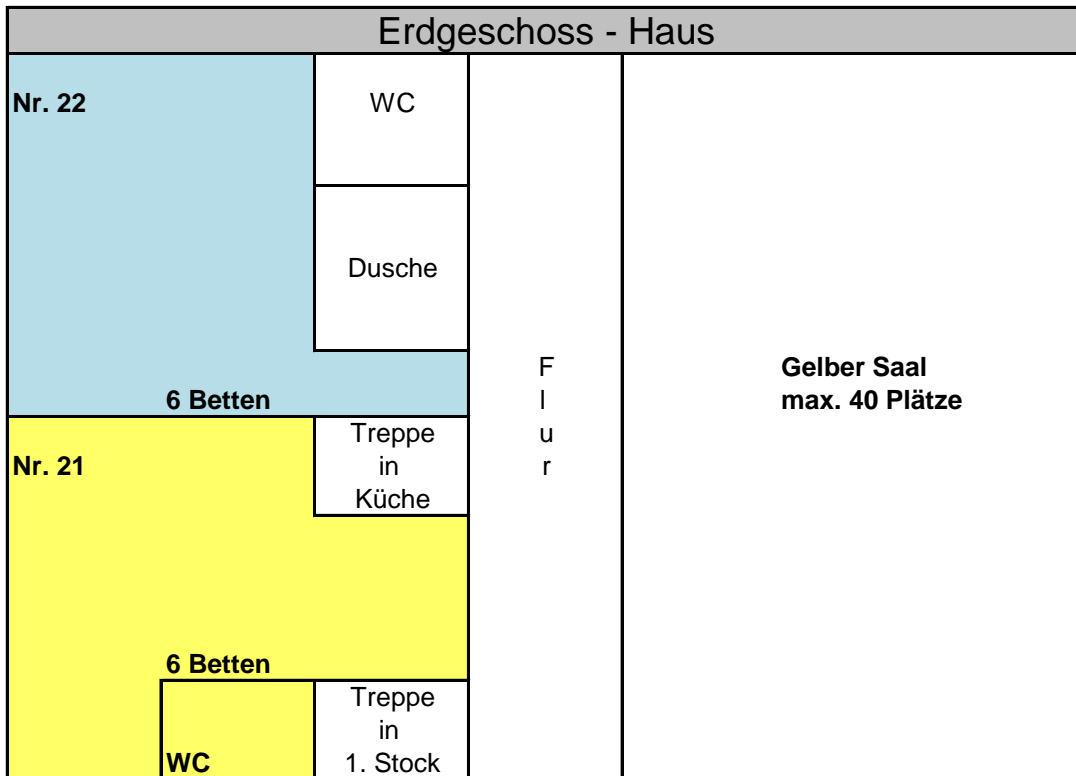 Erdgeschoss - Haus
Nr. 22
WC
Dusche
6 Betten
F
l
u
r
Gelber Saal
max. 40 Plätze
Nr. 21
Treppe
in
Küche
6 Betten
WC
Treppe
in
1. Stock